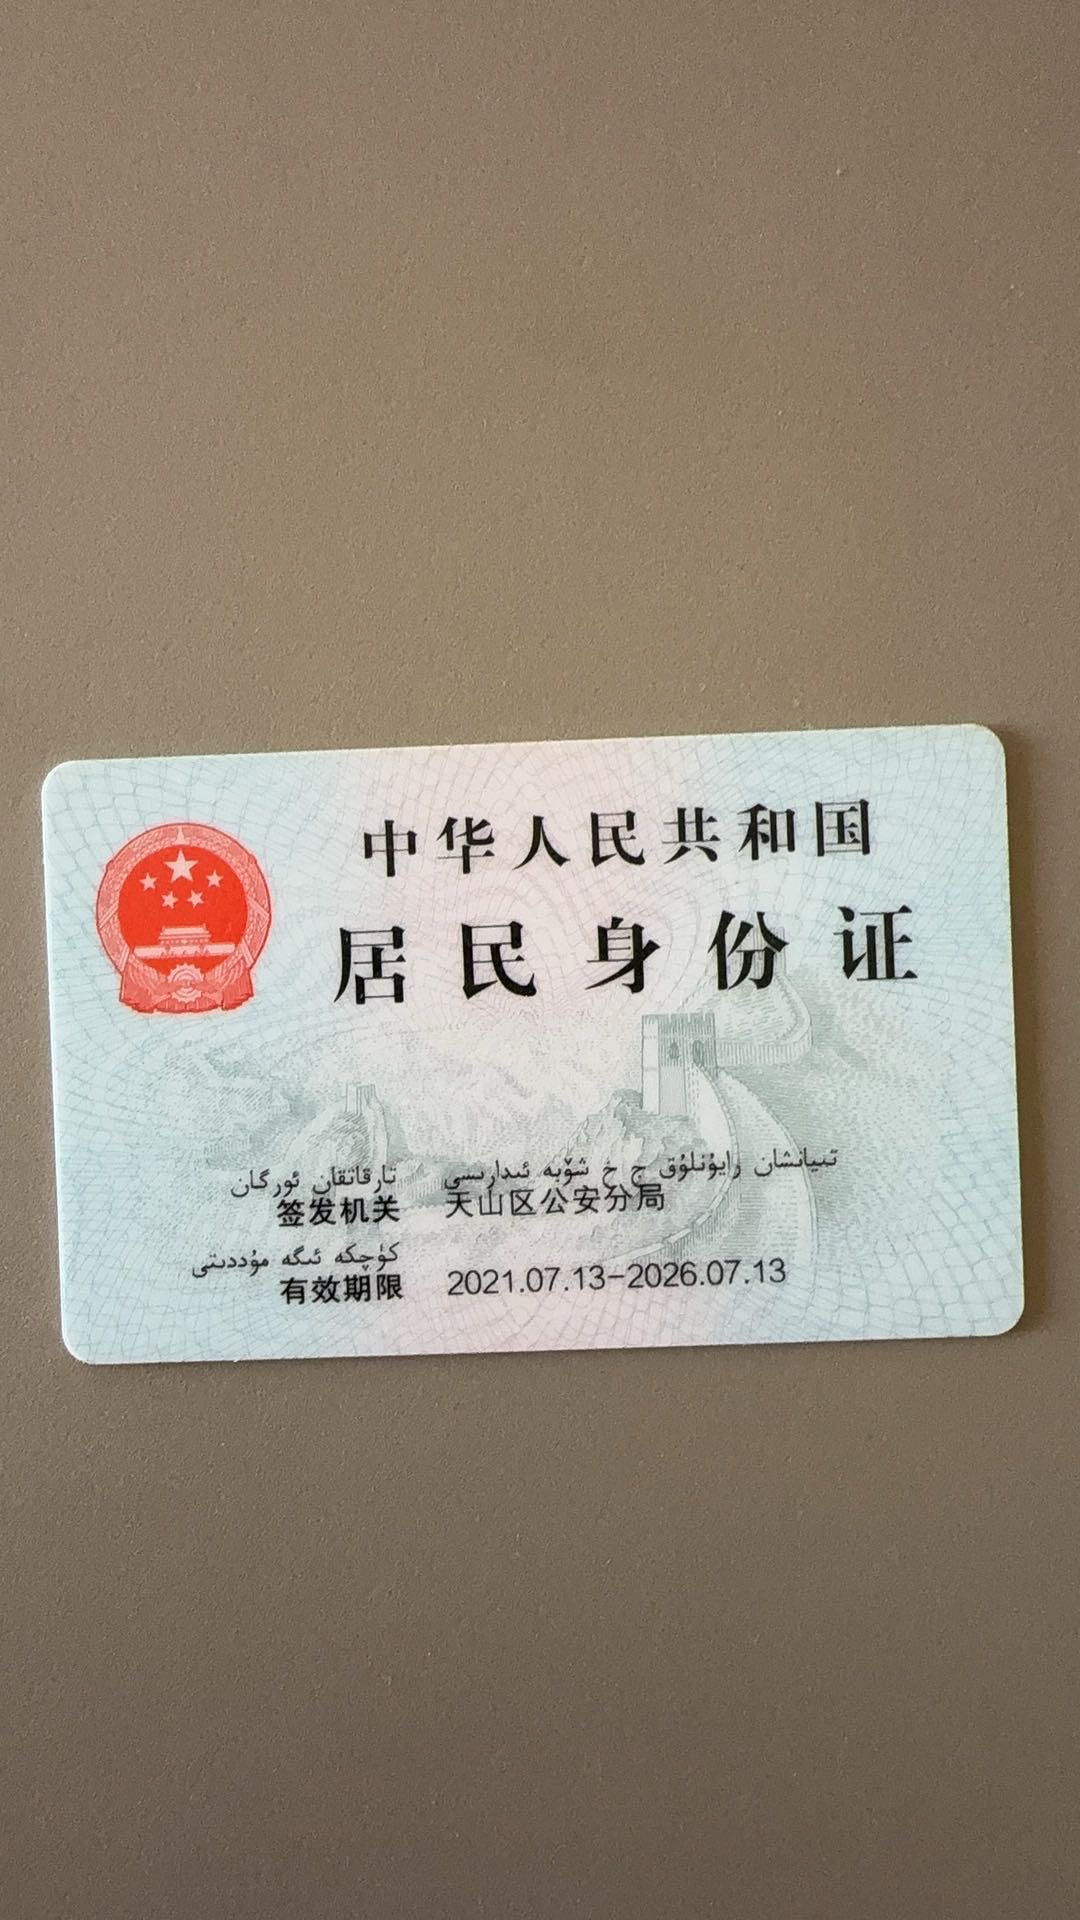 中华人民共和国
居民身份证
تارقاتقان ئورگان تىيانشان رايۇنلۇق ج خ شۆبە ئىدارىسى
签发机关 天山区公安分局
كۈچكە ئىگە مۇددىتى
有效期限 2021.07.13-2026.07.13